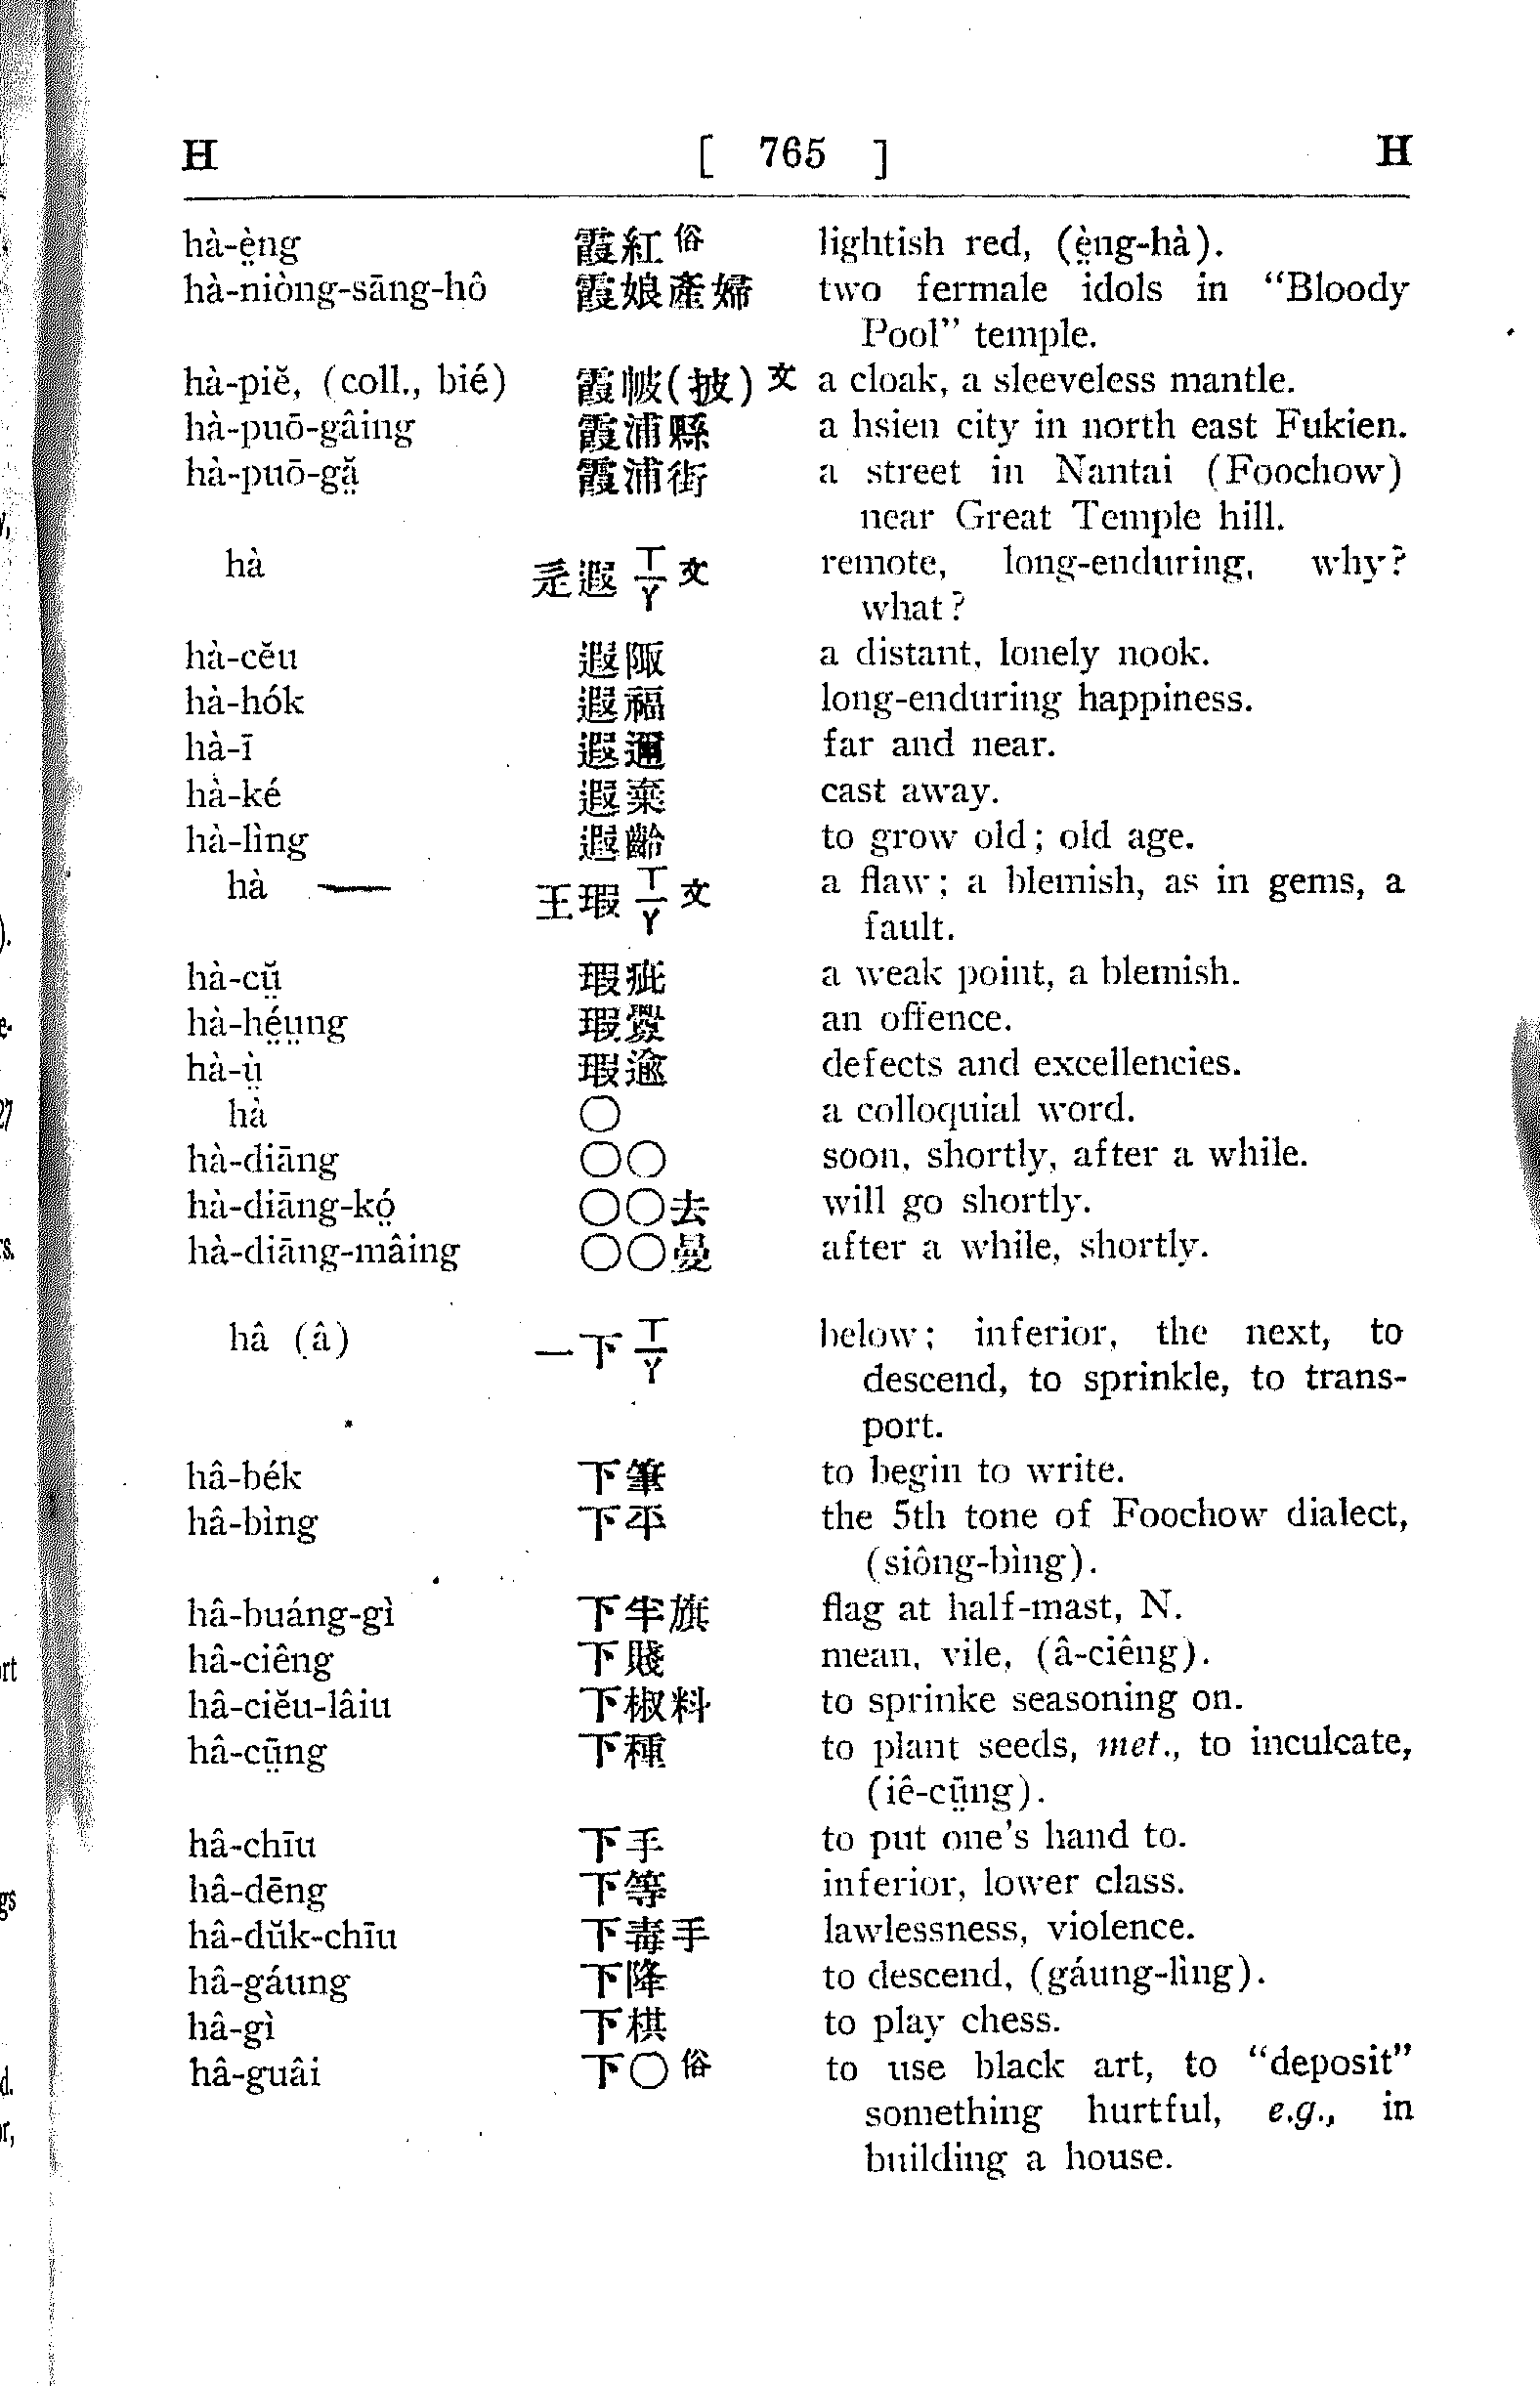 H [ 765 ] H
hà-è̤ng 霞紅俗 lightish red, (è̤ng-hà).
hà-niòng-sāng-hô 霞娘產婦 two fermale idols in “Bloody
Pool” temple.
hà-piĕ, (coll., bié) 霞帔(披)文 a cloak, a sleeveless mantle.
hà-puō-gâing 霞浦縣 a hsien city in north east Fukien.
hà-puō-gă̤ 霞浦街 a street in Nantai (Foochow)
near Great Temple hill.
hà 辵遐ㄒㄧㄚ文 remote, long-enduring, why?
what?
hà-cĕu 遐陬 a distant, lonely nook.
hà-hók 遐福 long-enduring happiness.
hà-ī 遐邇 far and near.
hà-ké 遐棄 cast away.
hà-lìng 遐齡 to grow old; old age.
hà 王瑕ㄒㄧㄚ文 a flaw; a blemish, as in gems, a
fault.
hà-cṳ̆ 瑕疵 a weak point, a blemish.
hà-hé̤ṳng 瑕釁 an offence.
hà-ṳ̀ 瑕逾 defects and excellencies.
hà ○ a colloquial word.
hà-diāng ○○ soon, shortly, after a while.
hà-diāng-kó̤ ○○去 will go shortly.
hà-diāng-mâing ○○曼 after a while, shortly.
hâ (â) 一下ㄒㄧㄚ below; inferior, the next, to
descend, to sprinkle, to trans-
port.
hâ-bék 下筆 to begin to write.
hâ-bìng 下平 the 5th tone of Foochow dialect,
(siông-bìng).
hâ-buáng-gì 下半旗 flag at half-mast, N.
hâ-ciêng 下賤 mean, vile, (â-ciêng).
hâ-ciĕu-lâiu 下椒料 to sprinke seasoning on.
hâ-cṳ̄ng 下種 to plant seeds, met., to inculcate,
(iê-cṳ̄ng).
hâ-chīu 下手 to put one's hand to.
hâ-dēng 下等 inferior, lower class.
hâ-dŭk-chīu 下毒手 lawlessness, violence.
hâ-gáung 下降 to descend, (gáung-lìng).
hâ-gì 下棋 to play chess.
hâ-guâi 下○俗 to use black art, to “deposit”
something hurtful, e.g., in
building a house.